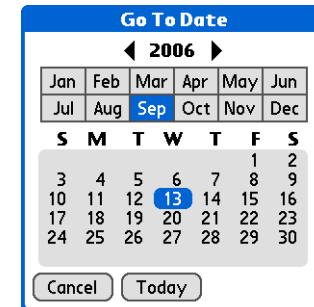 Go To Date
2006
Jan Feb Mar Apr May Jun
Jul Aug Sep Oct Nov Dec
S M T W T F S
1 2
3 4 5 6 7 8 9
10 11 12 13 14 15 16
17 18 19 20 21 22 23
24 25 26 27 28 29 30
Cancel Today